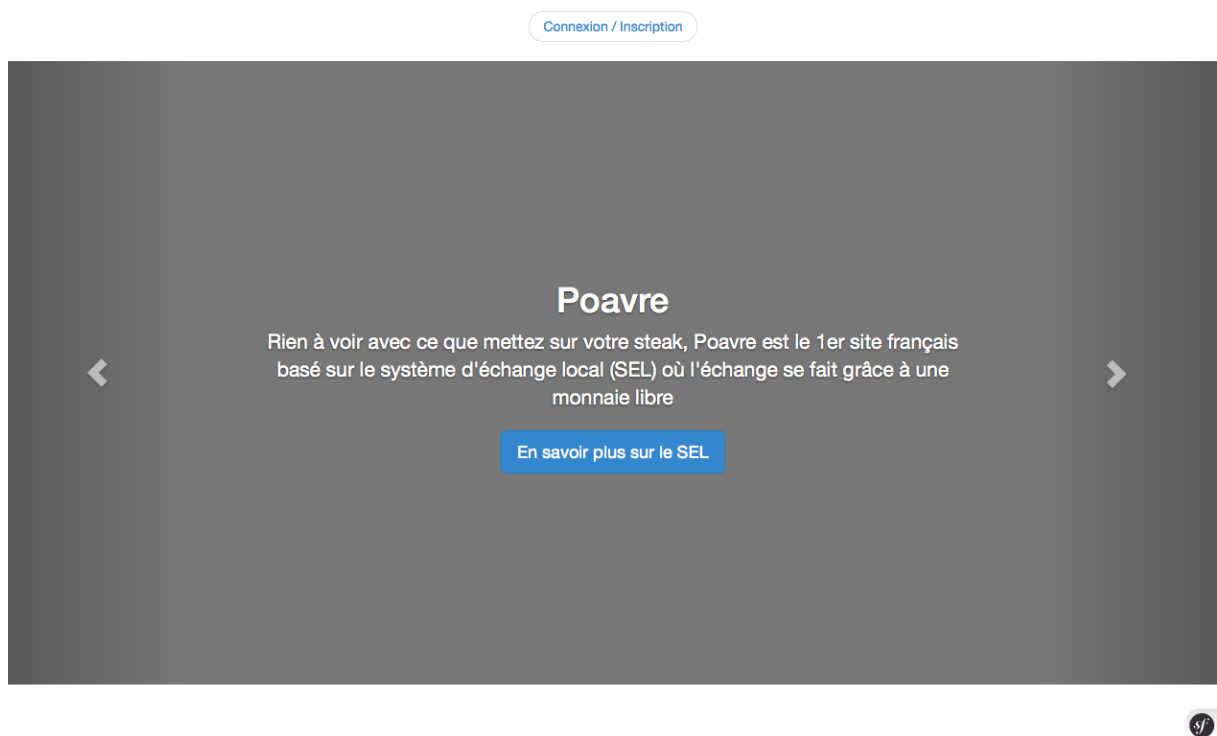 Connexion / Inscription
Poavre
Rien à voir avec ce que mettez sur votre steak, Poavre est le 1er site français
basé sur le système d'échange local (SEL) où l'échange se fait grâce à une
monnaie libre
En savoir plus sur le SEL
sf